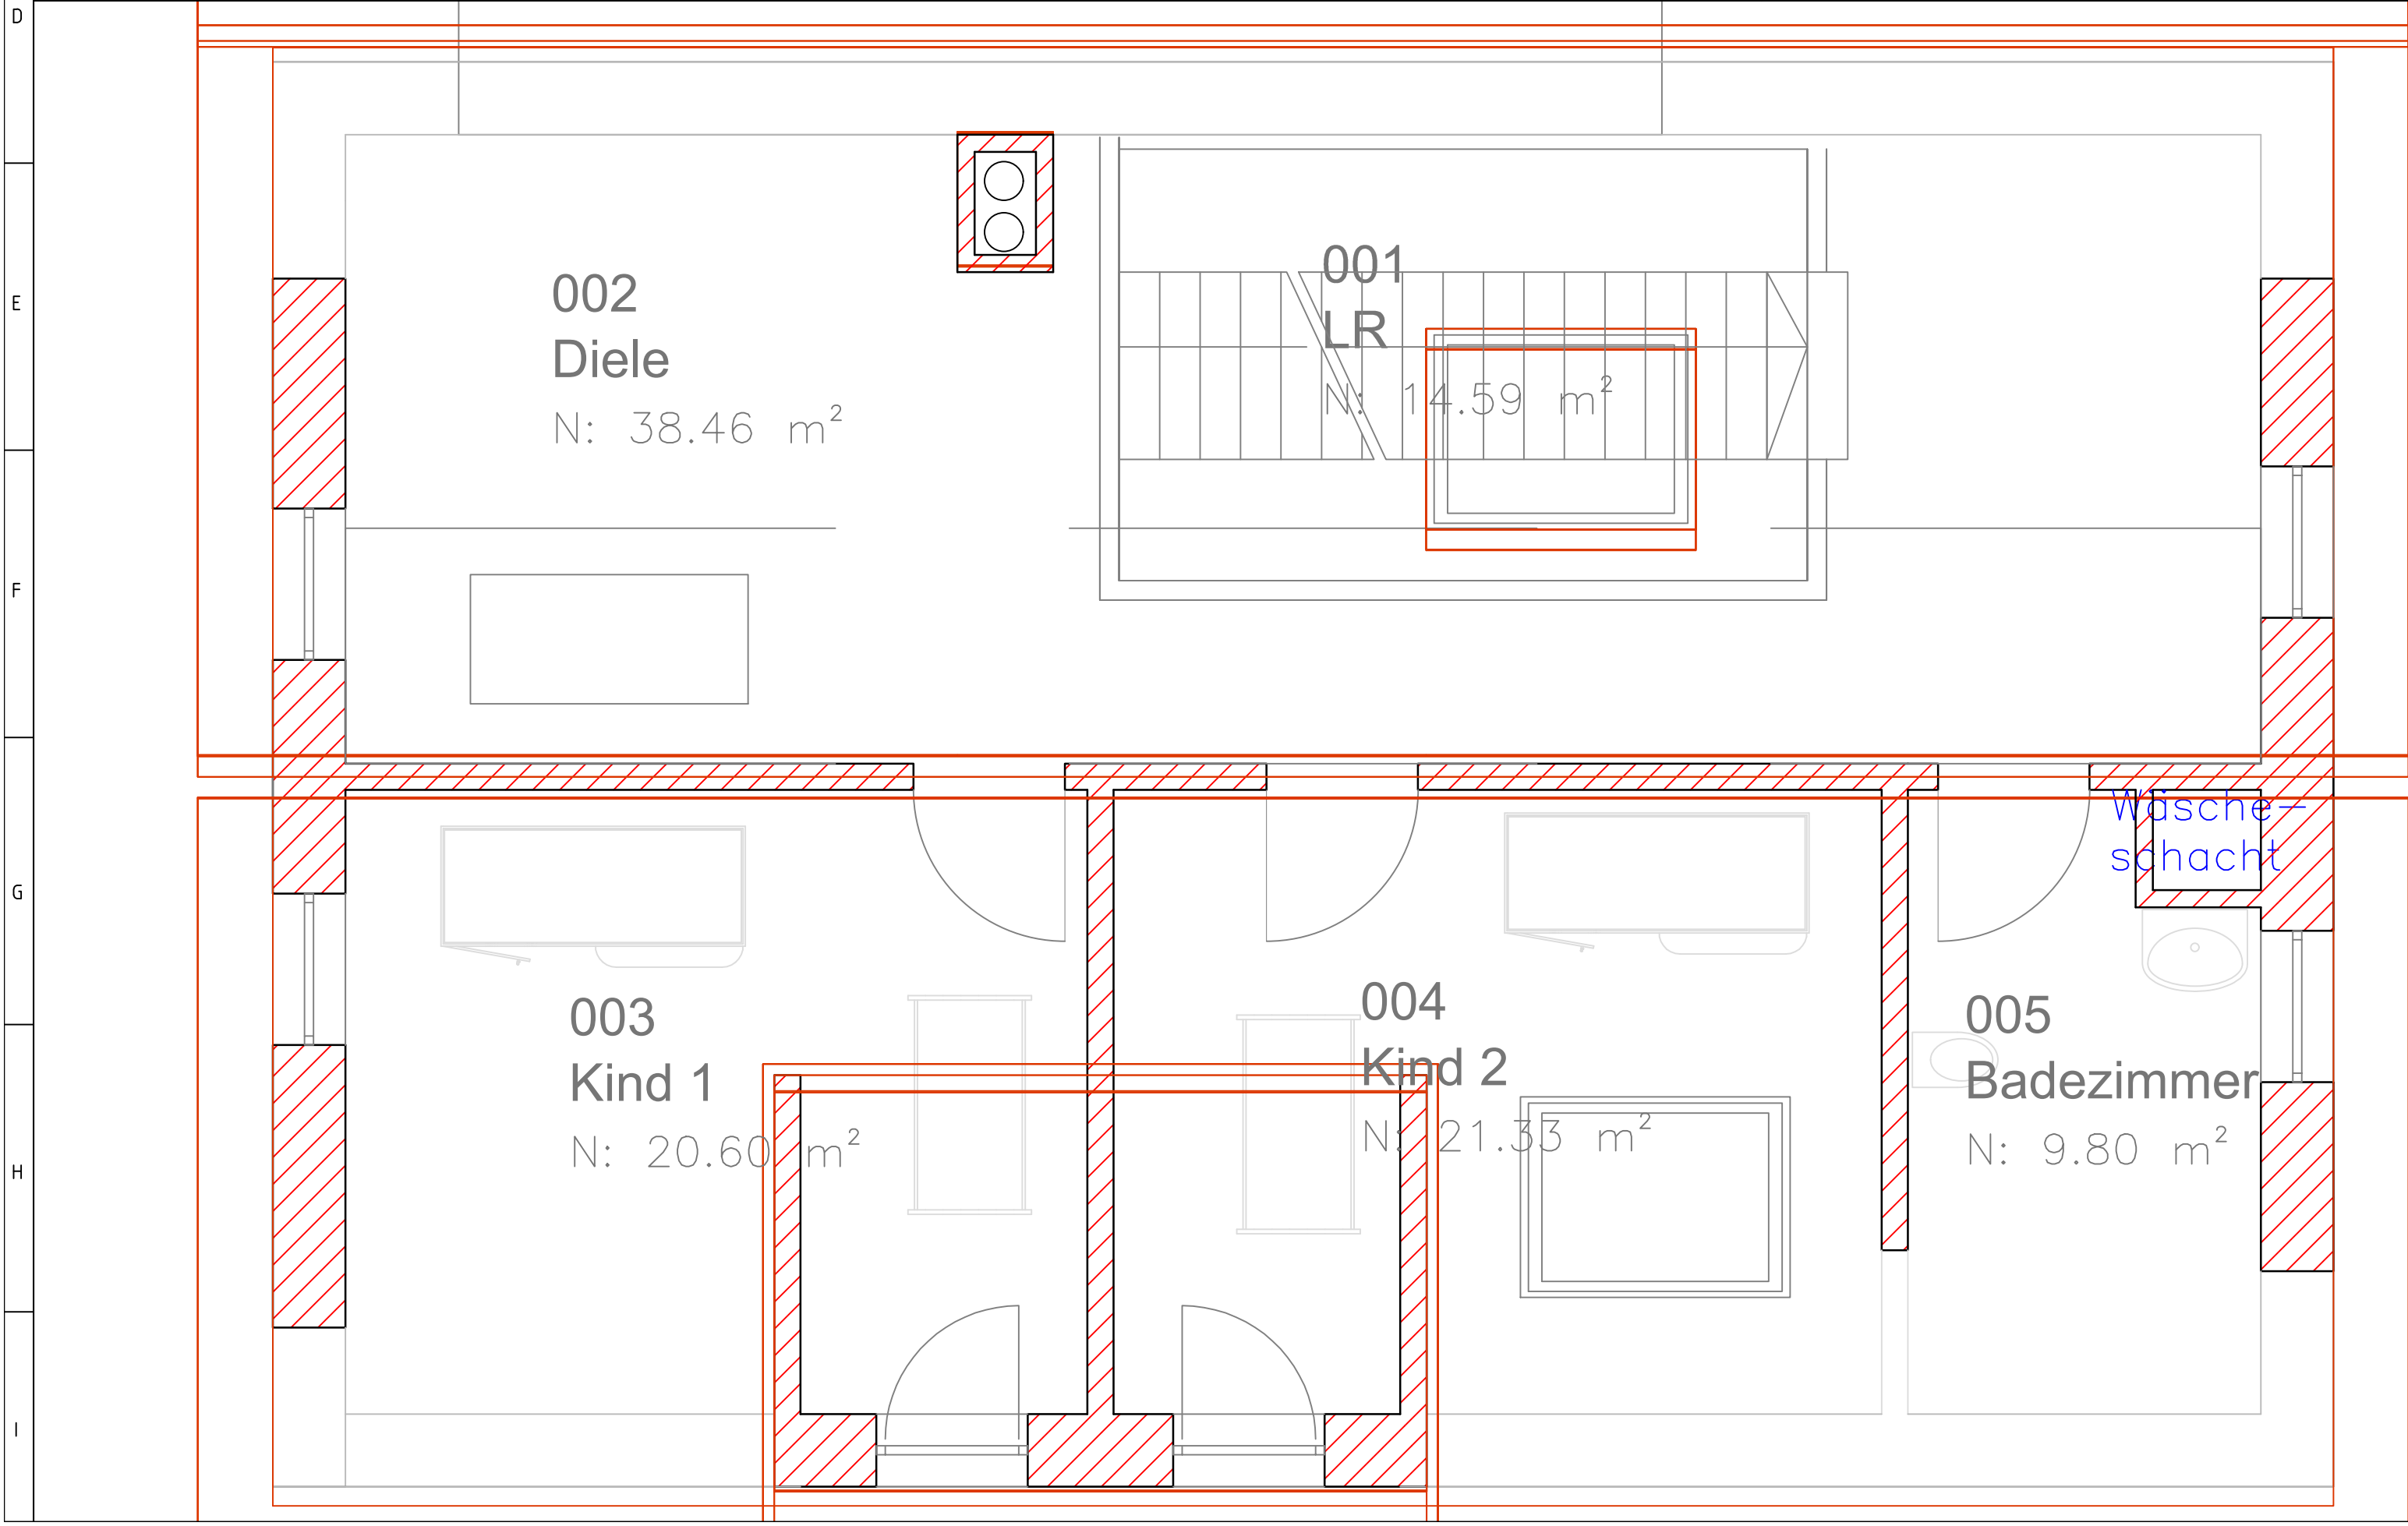 D
E
F
G
H
I
002
Diele
N: 38.46 m²
001
LR
N: 14.59 m²
Wäsche-
schacht
003
Kind 1
N: 20.60 m²
004
Kind 2
N: 21.33 m²
005
Badezimmer
N: 9.80 m²